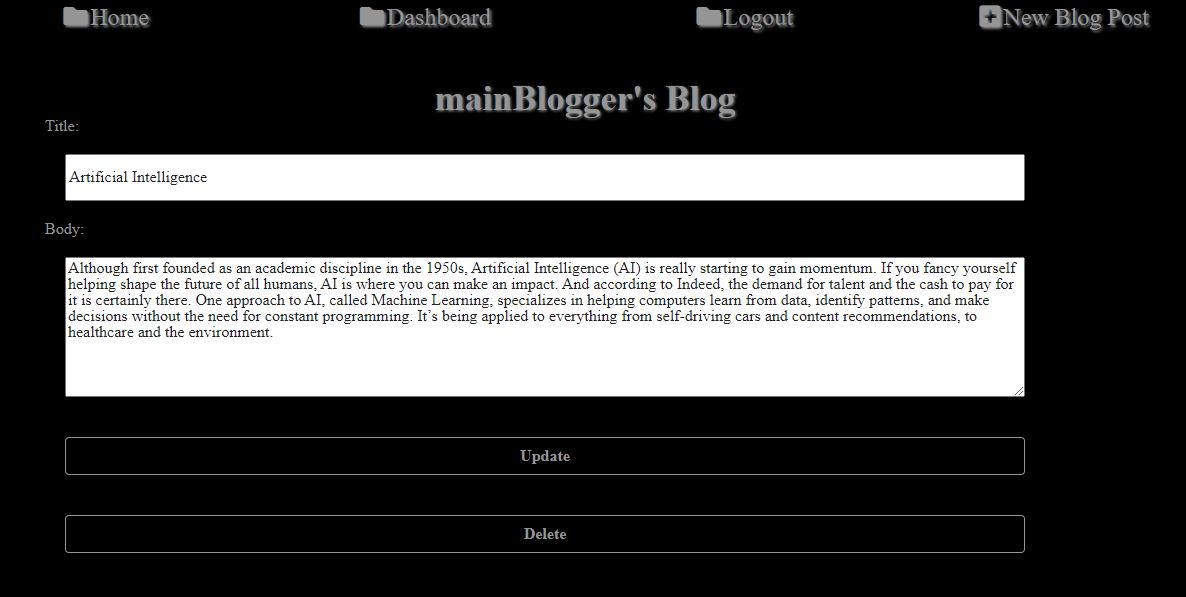 Home Dashboard Logout New Blog Post
mainBlogger's Blog
Title:
Artificial Intelligence
Body:
Although first founded as an academic discipline in the 1950s, Artificial Intelligence (AI) is really starting to gain momentum. If you fancy yourself
helping shape the future of all humans, AI is where you can make an impact. And according to Indeed, the demand for talent and the cash to pay for
it is certainly there. One approach to AI, called Machine Learning, specializes in helping computers learn from data, identify patterns, and make
decisions without the need for constant programming. It’s being applied to everything from self-driving cars and content recommendations, to
healthcare and the environment.
Update
Delete